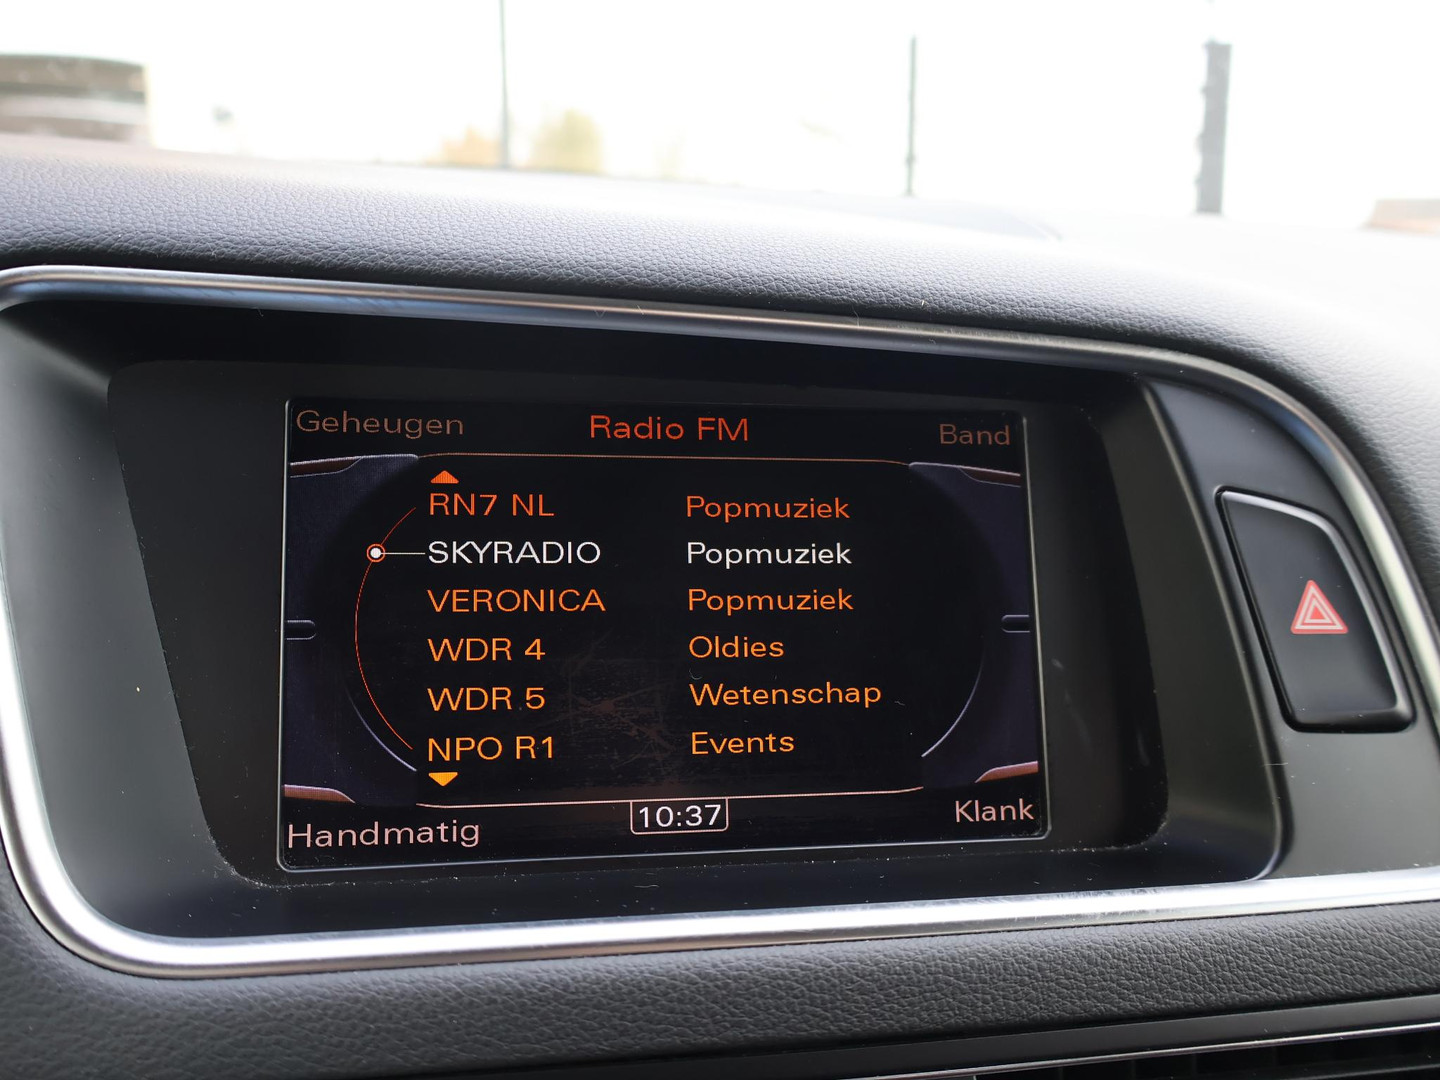 Geheugen Radio FM Band
RN7 NL Popmuziek
SKYRADIO Popmuziek
VERONICA Popmuziek
WDR 4 Oldies
WDR 5 Wetenschap
NPO R1 Events
Handmatig 10:37 Klank